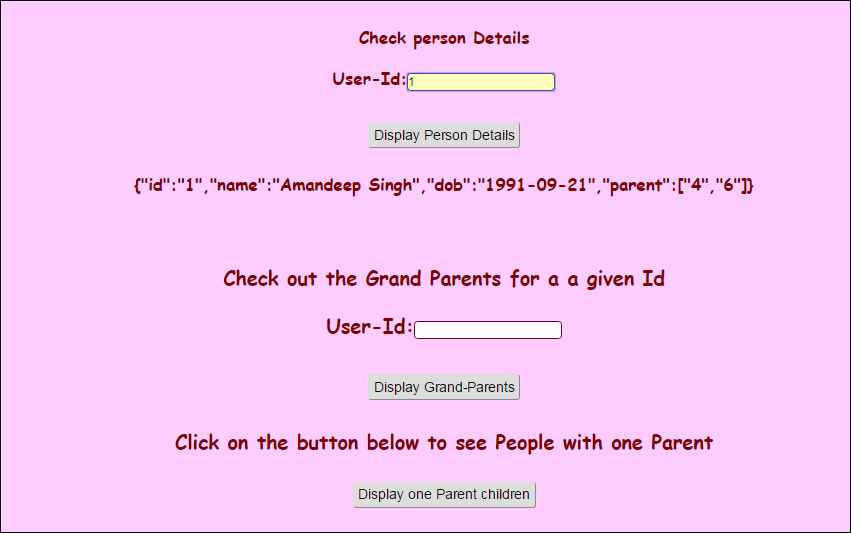 Check person Details
User-Id:1
Display Person Details
{"id":"1","name":"Amandeep Singh","dob":"1991-09-21","parent":["4","6"]}
Check out the Grand Parents for a a given Id
User-Id:
Display Grand-Parents
Click on the button below to see People with one Parent
Display one Parent children